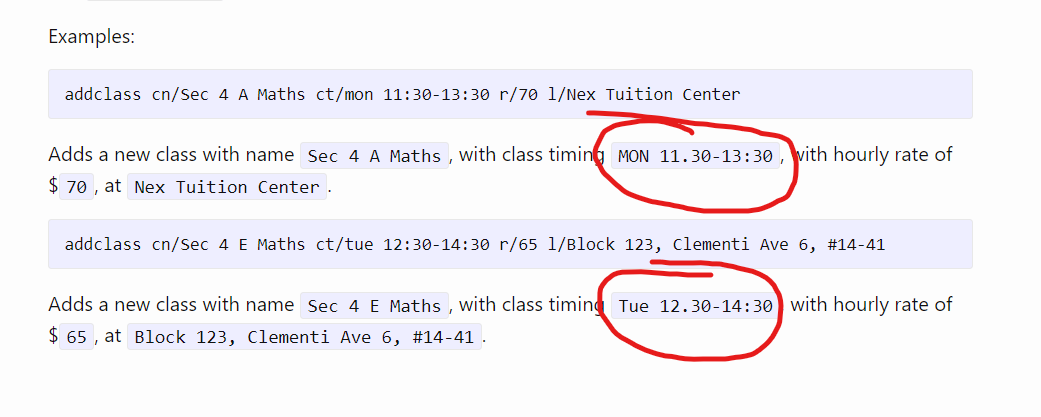 Examples:
addclass cn/Sec 4 A Maths ct/mon 11:30-13:30 r/70 l/Nex Tuition Center
Adds a new class with name Sec 4 A Maths , with class timing MON 11.30-13:30 , with hourly rate of
$ 70 , at Nex Tuition Center .
addclass cn/Sec 4 E Maths ct/tue 12:30-14:30 r/65 l/Block 123, Clementi Ave 6, #14-41
Adds a new class with name Sec 4 E Maths , with class timing Tue 12.30-14:30 with hourly rate of
$ 65 , at Block 123, Clementi Ave 6, #14-41 .